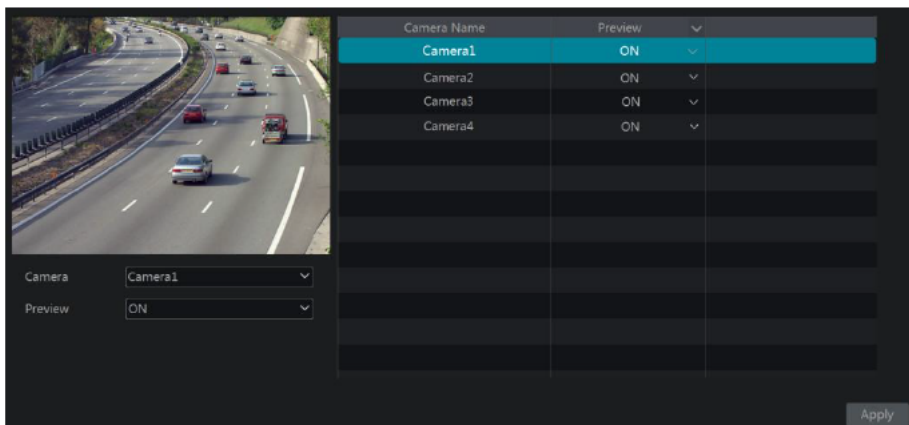 Camera Name Preview
Camera1 ON
Camera2 ON
Camera3 ON
Camera4 ON
Camera Camera1
Preview ON
Apply